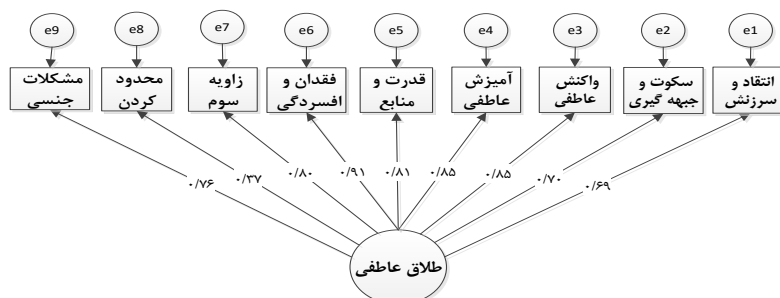 e9
e8
e7
e6
e5
e4
e3
e2
e1
مشکلات
جنسی
محدود
کردن
زاویه
سوم
فقدان و
افسردگی
قدرت و
منابع
آمیزش
عاطفی
واکنش
عاطفی
سکوت و
جبهه گیری
انتقاد و
سرزنش
۰/۷۶
۰/۳۷
۰/۸۰
۰/۹۱
۰/۸۱
۰/۸۵
۰/۸۵
۰/۷۰
۰/۶۹
طلاق عاطفی